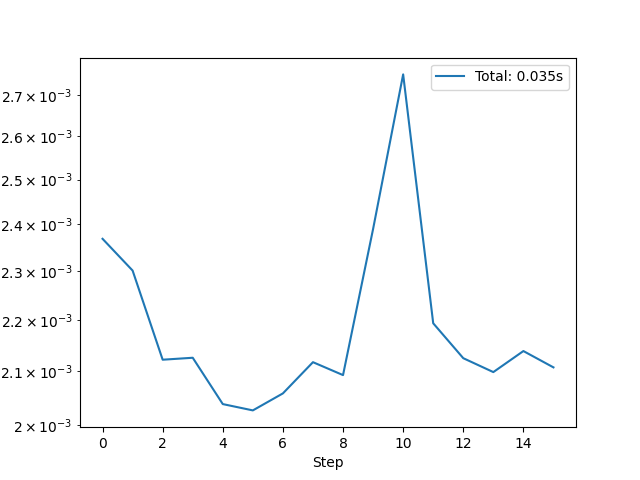 Total: 0.035s
2.7 × 10⁻³
2.6 × 10⁻³
2.5 × 10⁻³
2.4 × 10⁻³
2.3 × 10⁻³
2.2 × 10⁻³
2.1 × 10⁻³
2 × 10⁻³
0 2 4 6 8 10 12 14
Step